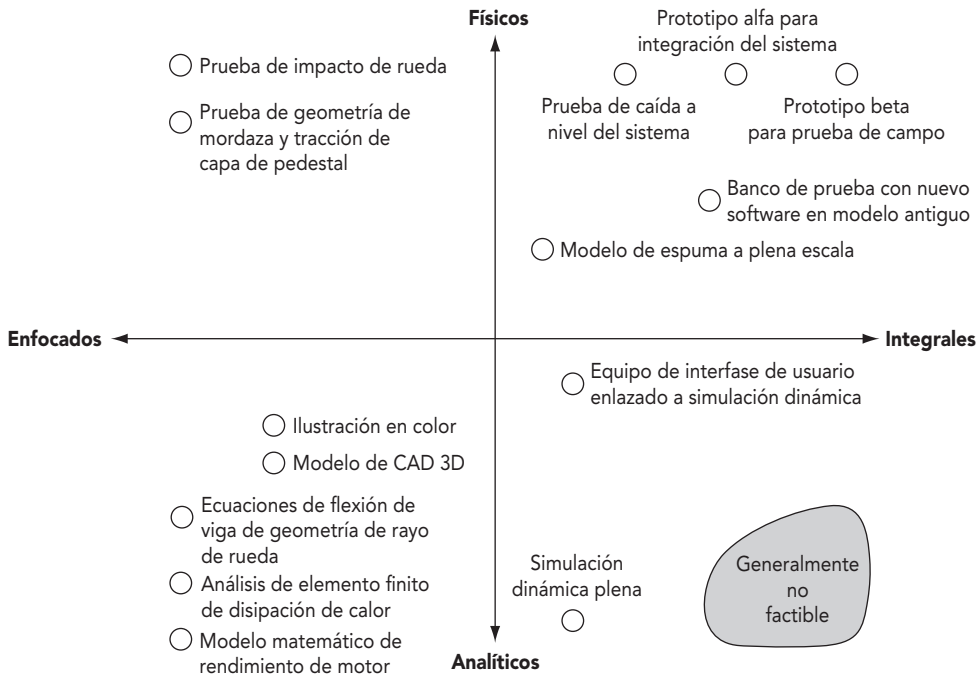 Físicos
Prueba de impacto de rueda
Prueba de geometría de
mordaza y tracción de
capa de pedestal
Prototipo alfa para
integración del sistema
Prueba de caída a
nivel del sistema
Prototipo beta
para prueba de campo
Banco de prueba con nuevo
software en modelo antiguo
Modelo de espuma a plena escala
Enfocados
Integrales
Equipo de interfase de usuario
enlazado a simulación dinámica
Ilustración en color
Modelo de CAD 3D
Ecuaciones de flexión de
viga de geometría de rayo
de rueda
Análisis de elemento finito
de disipación de calor
Modelo matemático de
rendimiento de motor
Simulación
dinámica plena
Generalmente
no
factible
Analíticos